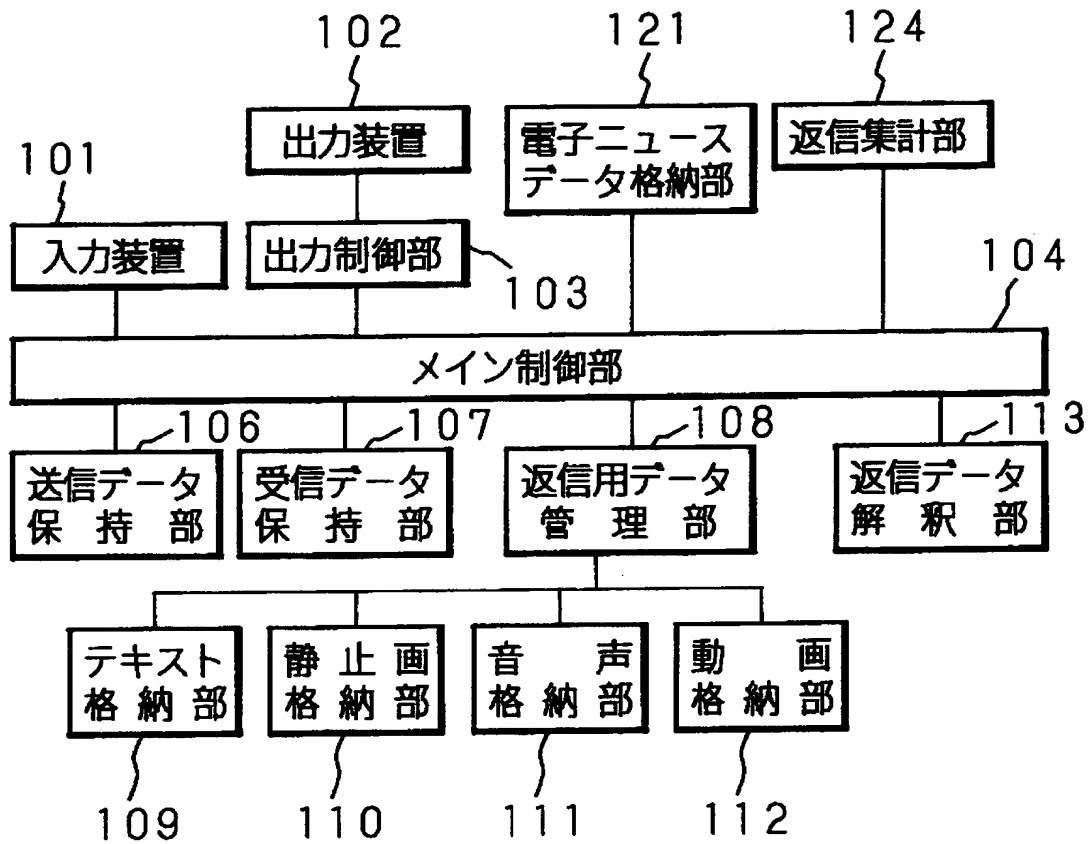 102
121
124
101
出力装置
電子ニュース
データ格納部
返信集計部
入力装置
出力制御部
103
104
メイン制御部
106
107
108
113
送信データ
保持部
受信データ
保持部
返信用データ
管理部
返信データ
解釈部
テキスト
格納部
静止画
格納部
音声
格納部
動画
格納部
109
110
111
112